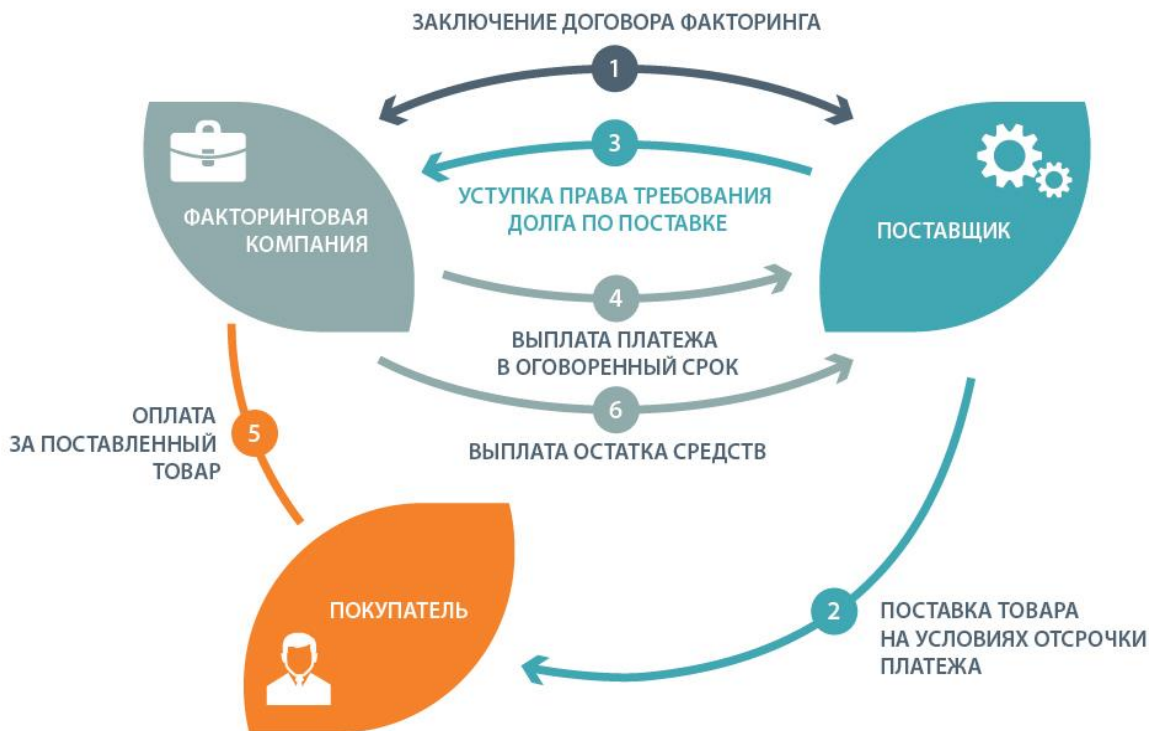 ЗАКЛЮЧЕНИЕ ДОГОВОРА ФАКТОРИНГА
1
3
УСТУПКА ПРАВА ТРЕБОВАНИЯ
ДОЛГА ПО ПОСТАВКЕ
ФАКТОРИНГОВАЯ
КОМПАНИЯ
ПОСТАВЩИК
4
ВЫПЛАТА ПЛАТЕЖА
В ОГОВОРЕННЫЙ СРОК
6
ВЫПЛАТА ОСТАТКА СРЕДСТВ
ОПЛАТА
ЗА ПОСТАВЛЕННЫЙ
ТОВАР
5
ПОКУПАТЕЛЬ
2
ПОСТАВКА ТОВАРА
НА УСЛОВИЯХ ОТСРОЧКИ
ПЛАТЕЖА